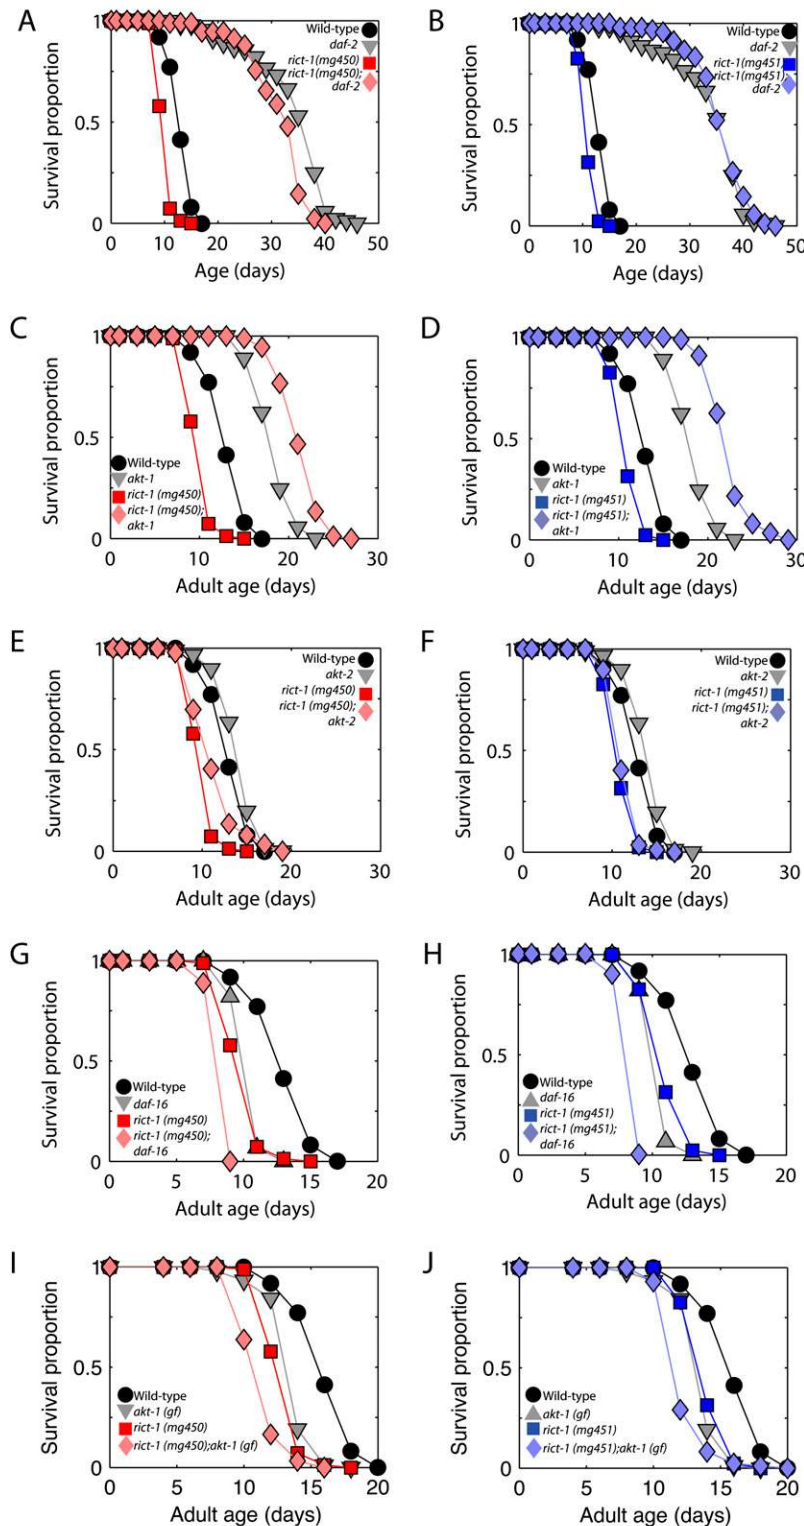 A
Survival proportion
1
0.5
0
Wild-type
daf-2
rict-1(mg450)
rict-1(mg450);
daf-2
0 10 20 30 40 50
Age (days)
B
Survival proportion
1
0.5
0
Wild-type
daf-2
rict-1(mg451)
rict-1(mg451);
daf-2
0 10 20 30 40 50
Age (days)
C
Survival proportion
1
0.5
0
Wild-type
akt-1
rict-1 (mg450)
rict-1 (mg450);
akt-1
0 10 20 30
Adult age (days)
D
Survival proportion
1
0.5
0
Wild-type
akt-1
rict-1 (mg451)
rict-1 (mg451);
akt-1
0 10 20 30
Adult age (days)
E
Survival proportion
1
0.5
0
Wild-type
akt-2
rict-1 (mg450)
rict-1 (mg450);
akt-2
0 10 20 30
Adult age (days)
F
Survival proportion
1
0.5
0
Wild-type
akt-2
rict-1 (mg451)
rict-1 (mg451);
akt-2
0 10 20 30
Adult age (days)
G
Survival proportion
1
0.5
0
Wild-type
daf-16
rict-1 (mg450)
rict-1 (mg450);
daf-16
0 5 10 15 20
Adult age (days)
H
Survival proportion
1
0.5
0
Wild-type
daf-16
rict-1 (mg451)
rict-1 (mg451);
daf-16
0 5 10 15 20
Adult age (days)
I
Survival proportion
1
0.5
0
Wild-type
akt-1 (gf)
rict-1 (mg450)
rict-1 (mg450);akt-1 (gf)
0 5 10 15 20
Adult age (days)
J
Survival proportion
1
0.5
0
Wild-type
akt-1 (gf)
rict-1 (mg451)
rict-1 (mg451);akt-1 (gf)
0 5 10 15 20
Adult age (days)